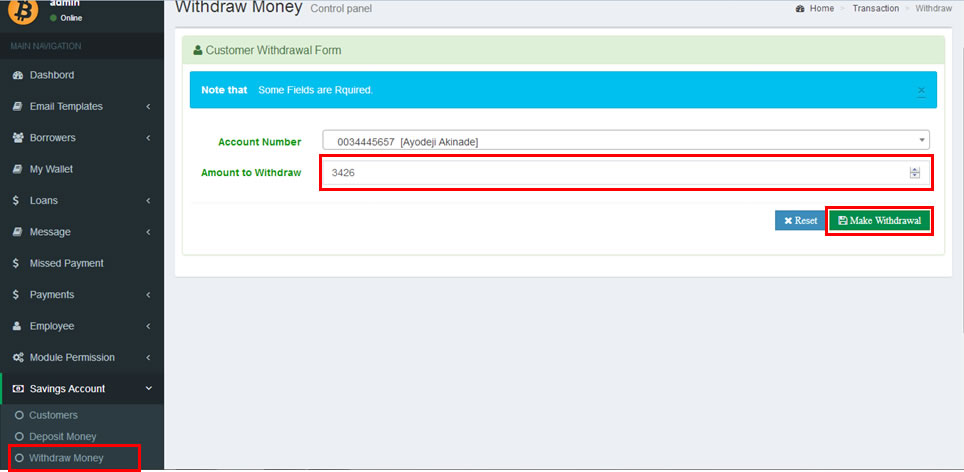 admin
Online
MAIN NAVIGATION
Dashbord
Email Templates
Borrowers
My Wallet
Loans
Message
Missed Payment
Payments
Employee
Module Permission
Savings Account
Customers
Deposit Money
Withdraw Money
Withdraw Money Control panel
Home > Transaction > Withdraw
Customer Withdrawal Form
Note that Some Fields are Rquired. ×
Account Number 0034445657 [Ayodeji Akinade]
Amount to Withdraw 3426
Reset Make Withdrawal